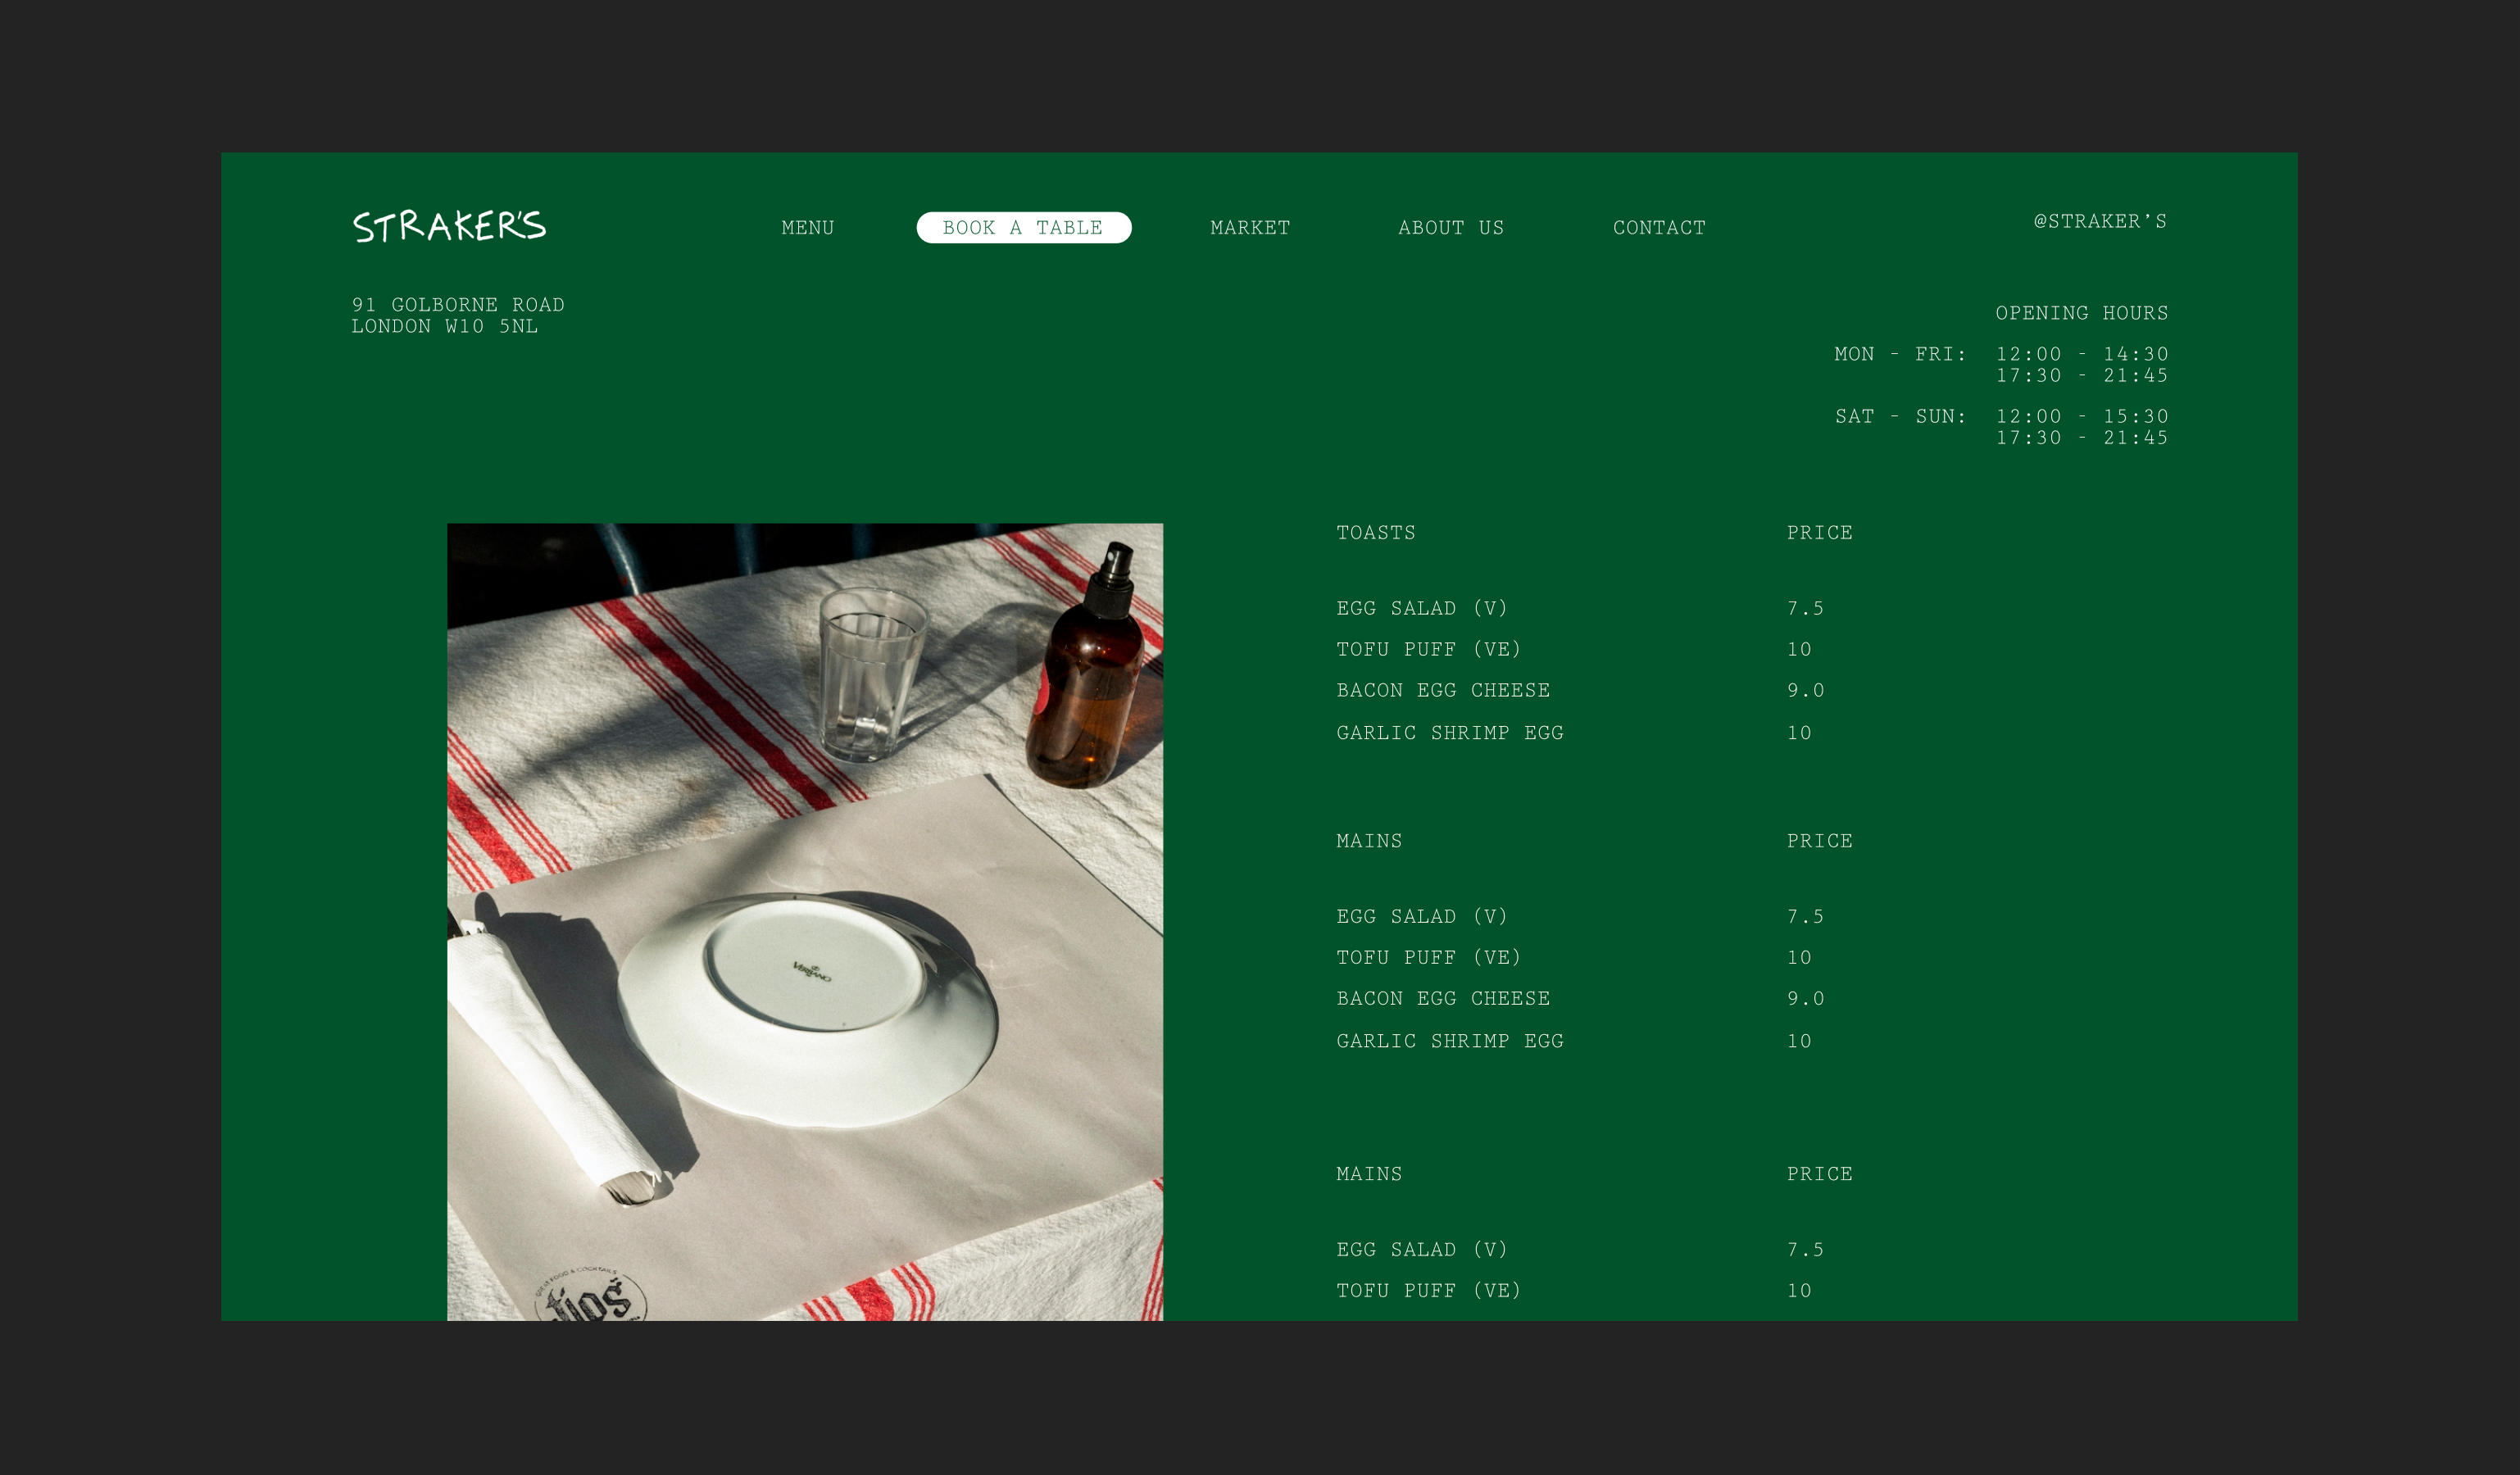 STRAKER'S
MENU
BOOK A TABLE
MARKET
ABOUT US
CONTACT
@STRAKER’S
91 GOLBORNE ROAD
LONDON W10 5NL
OPENING HOURS
MON - FRI: 12:00 - 14:30
17:30 - 21:45
SAT - SUN: 12:00 - 15:30
17:30 - 21:45
TOASTS PRICE
EGG SALAD (V) 7.5
TOFU PUFF (VE) 10
BACON EGG CHEESE 9.0
GARLIC SHRIMP EGG 10
MAINS PRICE
EGG SALAD (V) 7.5
TOFU PUFF (VE) 10
BACON EGG CHEESE 9.0
GARLIC SHRIMP EGG 10
MAINS PRICE
EGG SALAD (V) 7.5
TOFU PUFF (VE) 10
VERBANO
FOOD & COCKTAILS